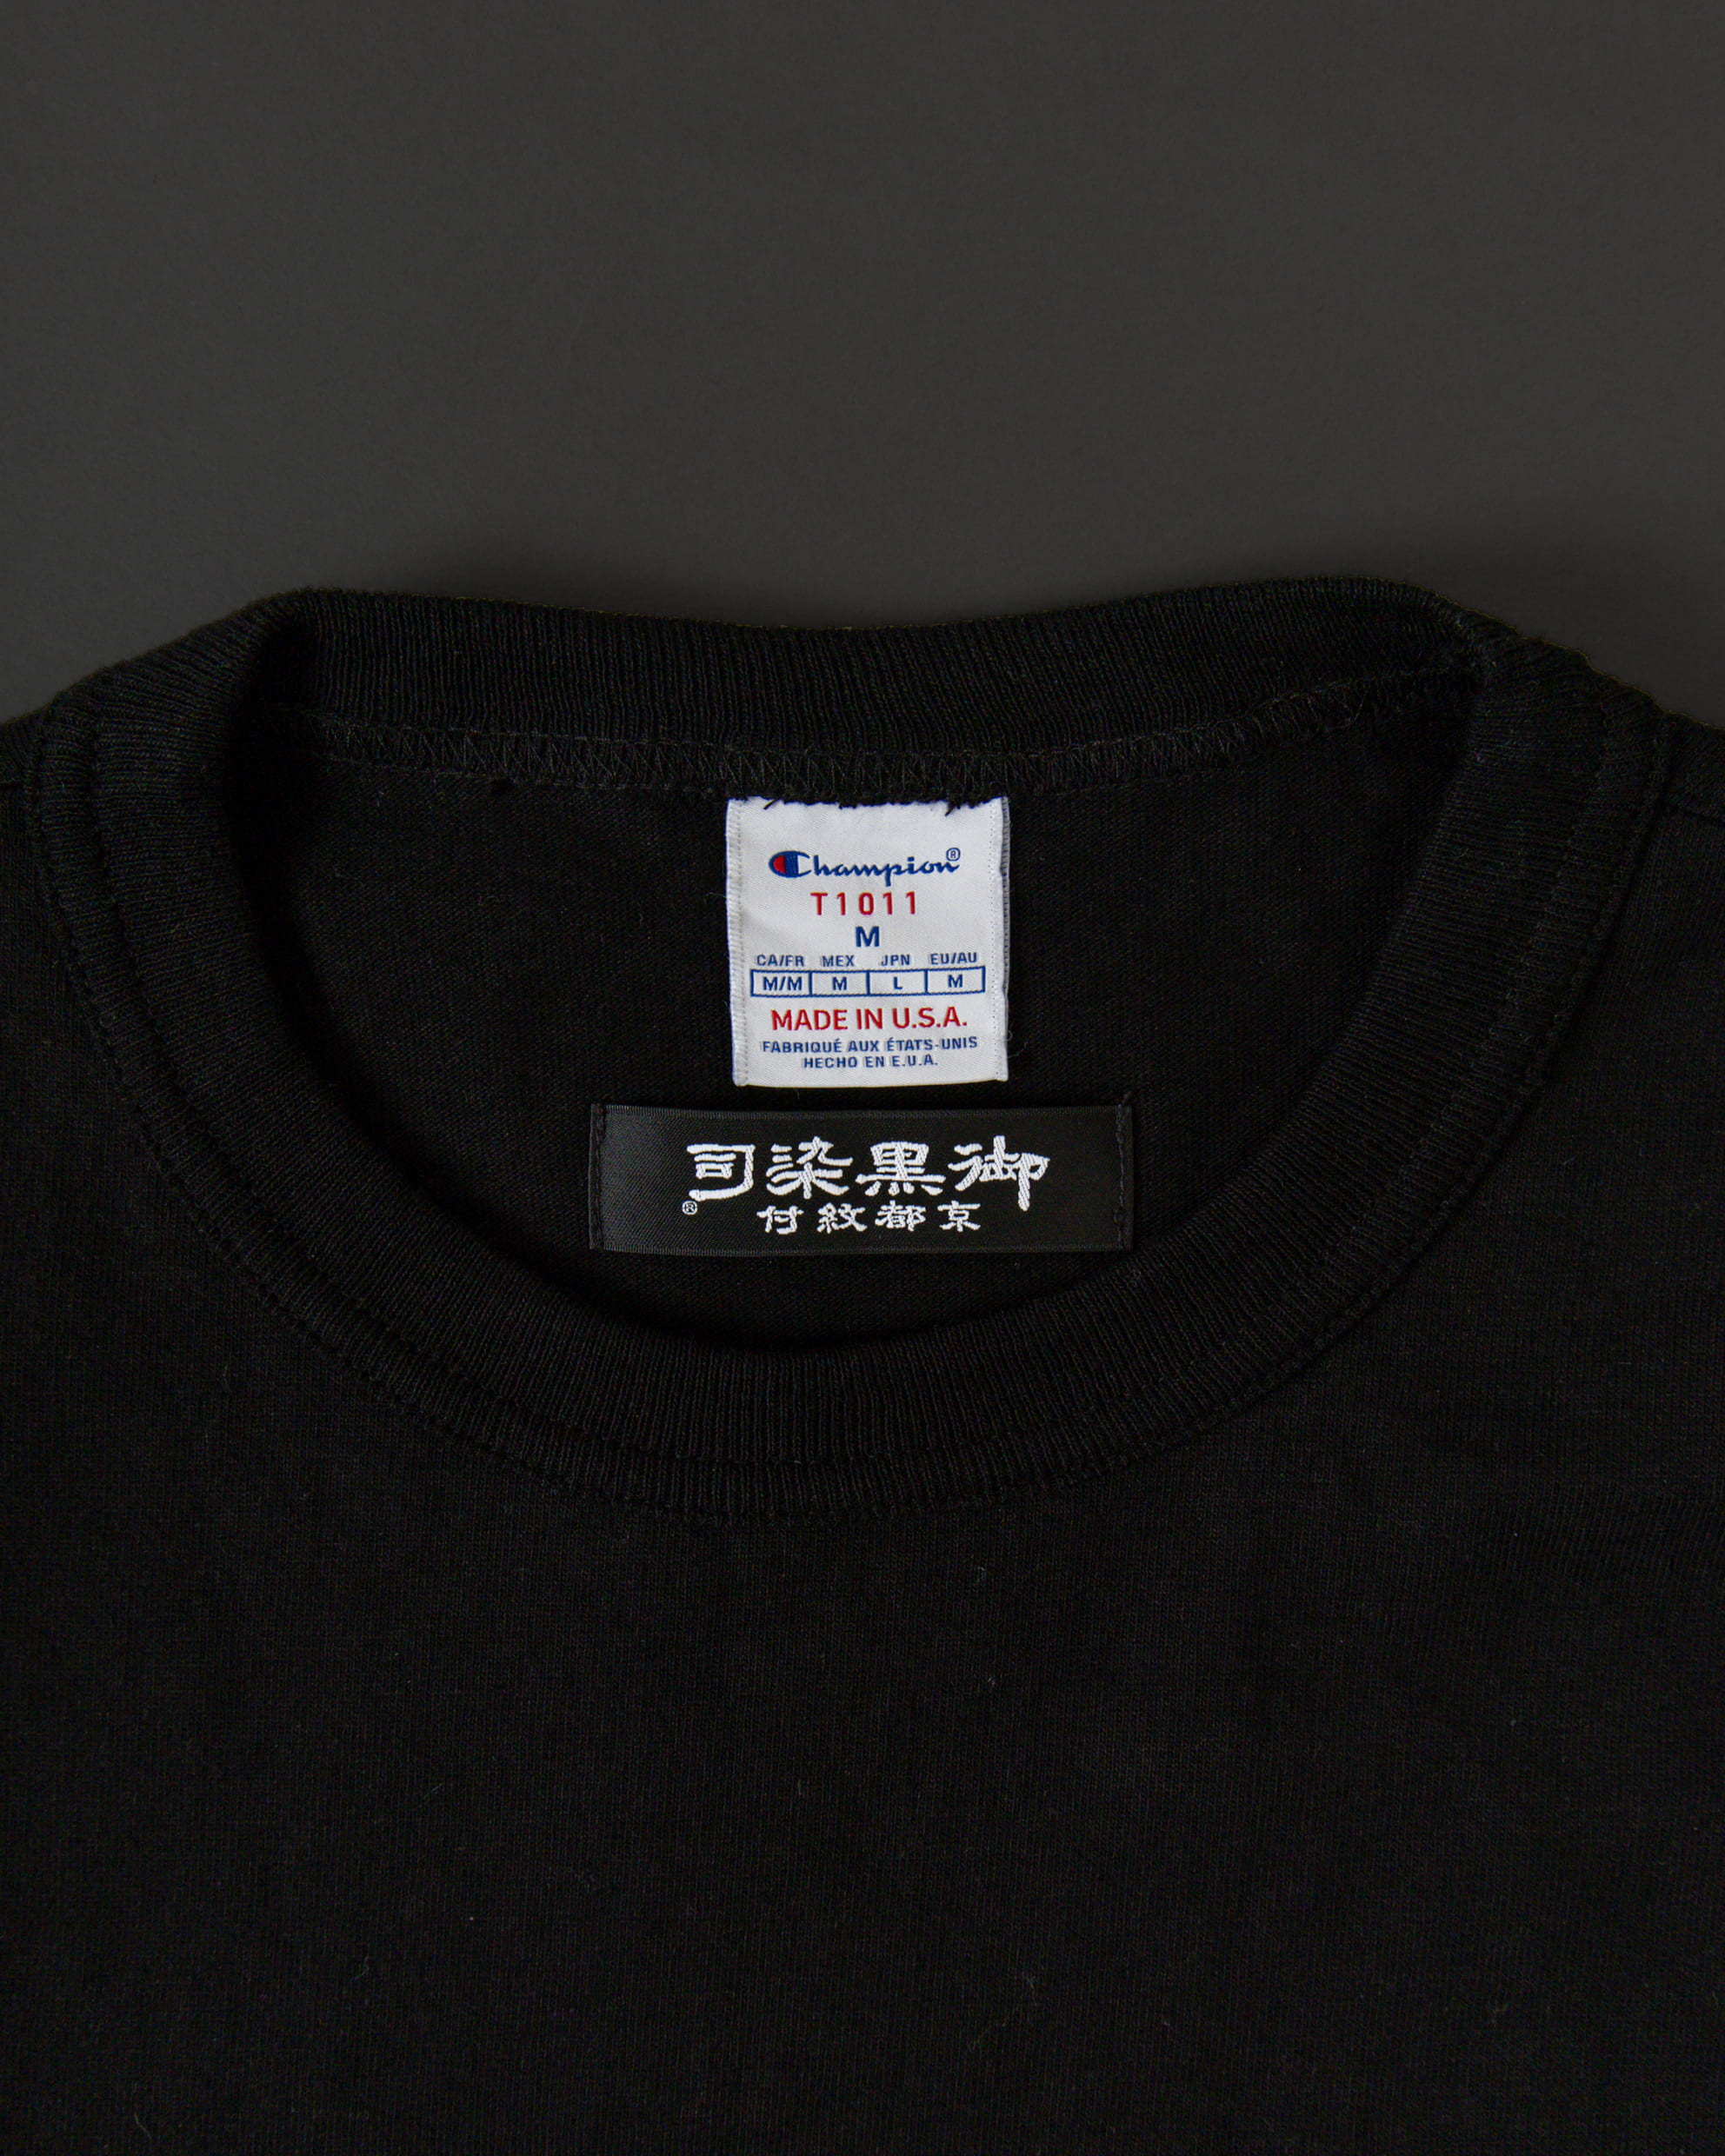 Champion®
T1011
M
CA/FR MEX JPN EU/AU
M/M M L M
MADE IN U.S.A.
FABRIQUÉ AUX ÉTATS-UNIS
HECHO EN E.U.A.
御黒染司
京都紋付®